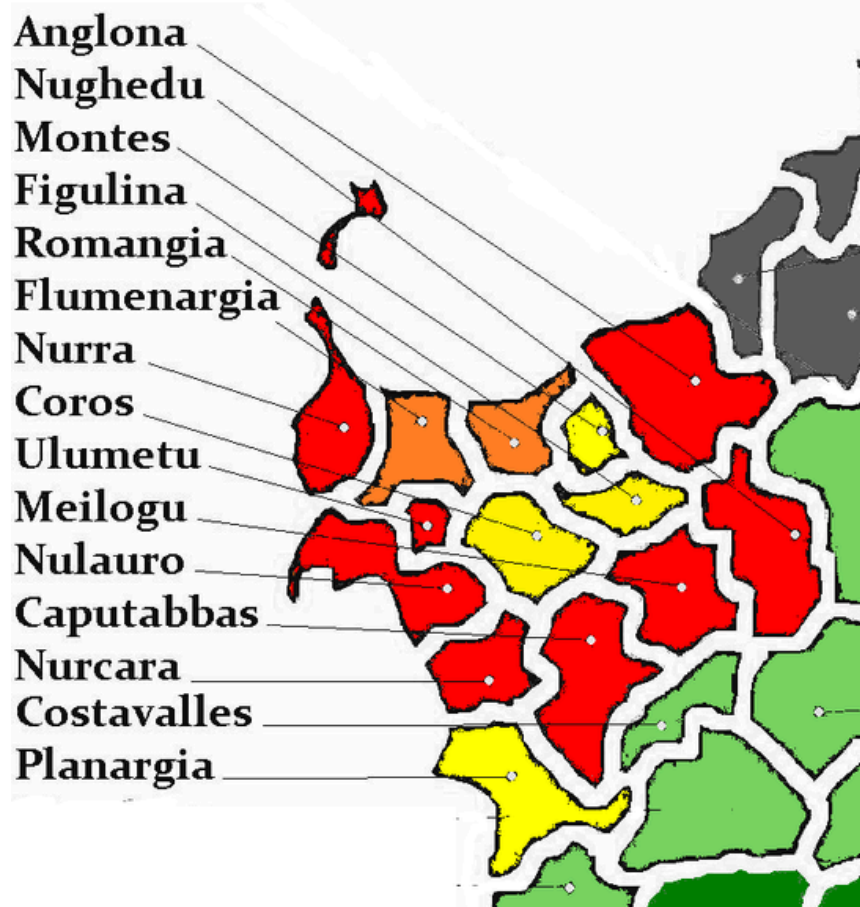 Anglona
Nughedu
Montes
Figulina
Romangia
Flumenargia
Nurra
Coros
Ulumetu
Meilogu
Nulauro
Caputabbas
Nurcara
Costavalles
Planargia